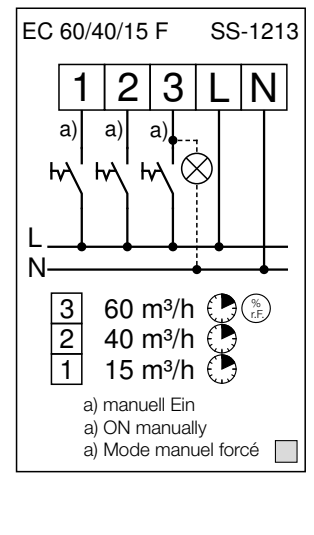 EC 60/40/15 F SS-1213
1 2 3 L N
a) a) a)
L
N
3 60 m³/h % r.F.
2 40 m³/h
1 15 m³/h
a) manuell Ein
a) ON manually
a) Mode manuel forcé